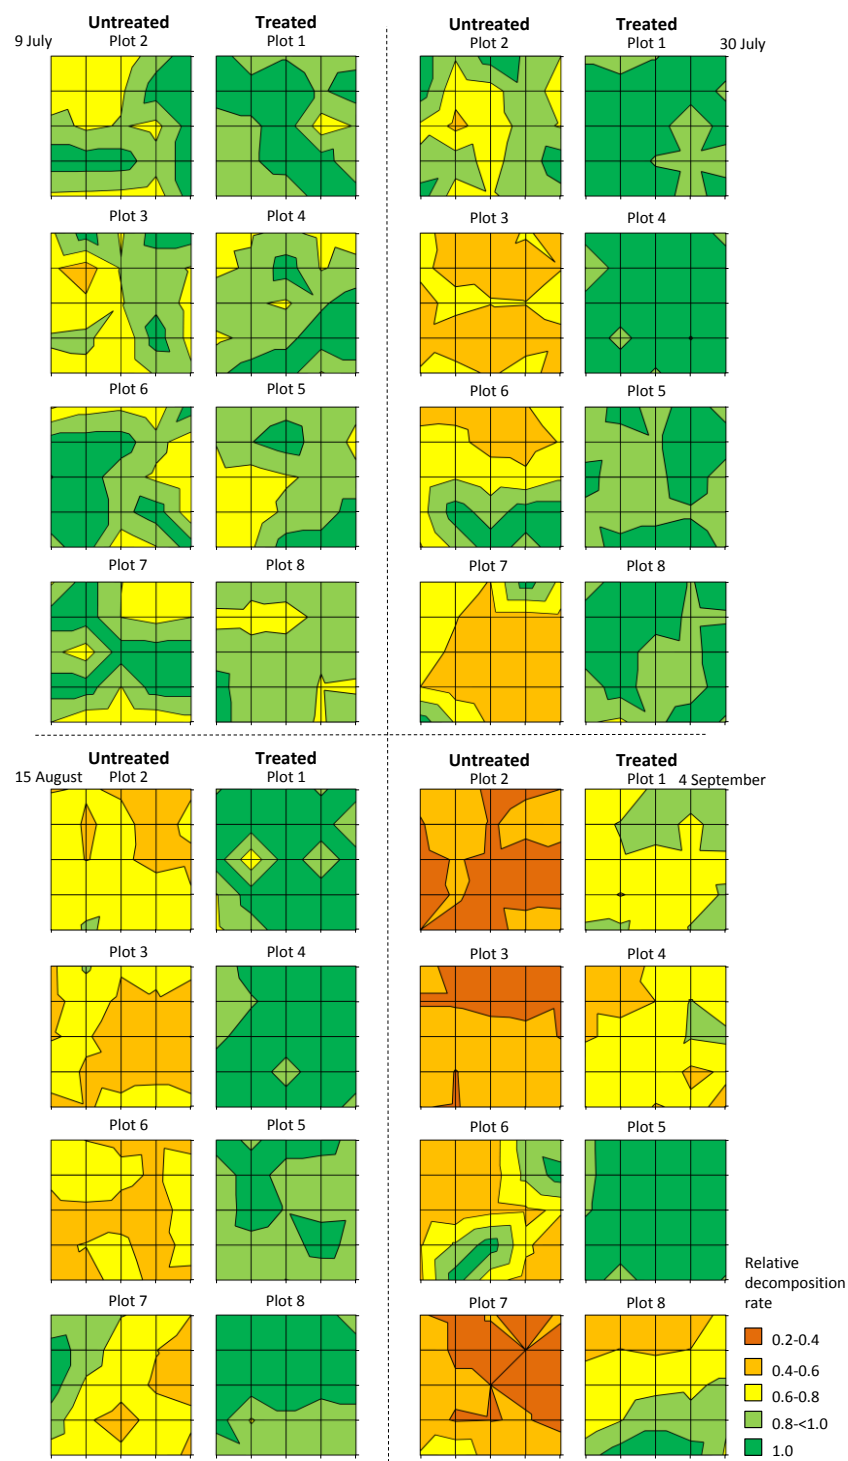 Untreated Treated
9 July Plot 2 Plot 1
Plot 3 Plot 4
Plot 6 Plot 5
Plot 7 Plot 8
Untreated Treated
Plot 2 Plot 1 30 July
Plot 3 Plot 4
Plot 6 Plot 5
Plot 7 Plot 8
Untreated Treated
15 August Plot 2 Plot 1
Plot 3 Plot 4
Plot 6 Plot 5
Plot 7 Plot 8
Untreated Treated
Plot 2 Plot 1 4 September
Plot 3 Plot 4
Plot 6 Plot 5
Plot 7 Plot 8
Relative
decomposition
rate
0.2-0.4
0.4-0.6
0.6-0.8
0.8-<1.0
1.0